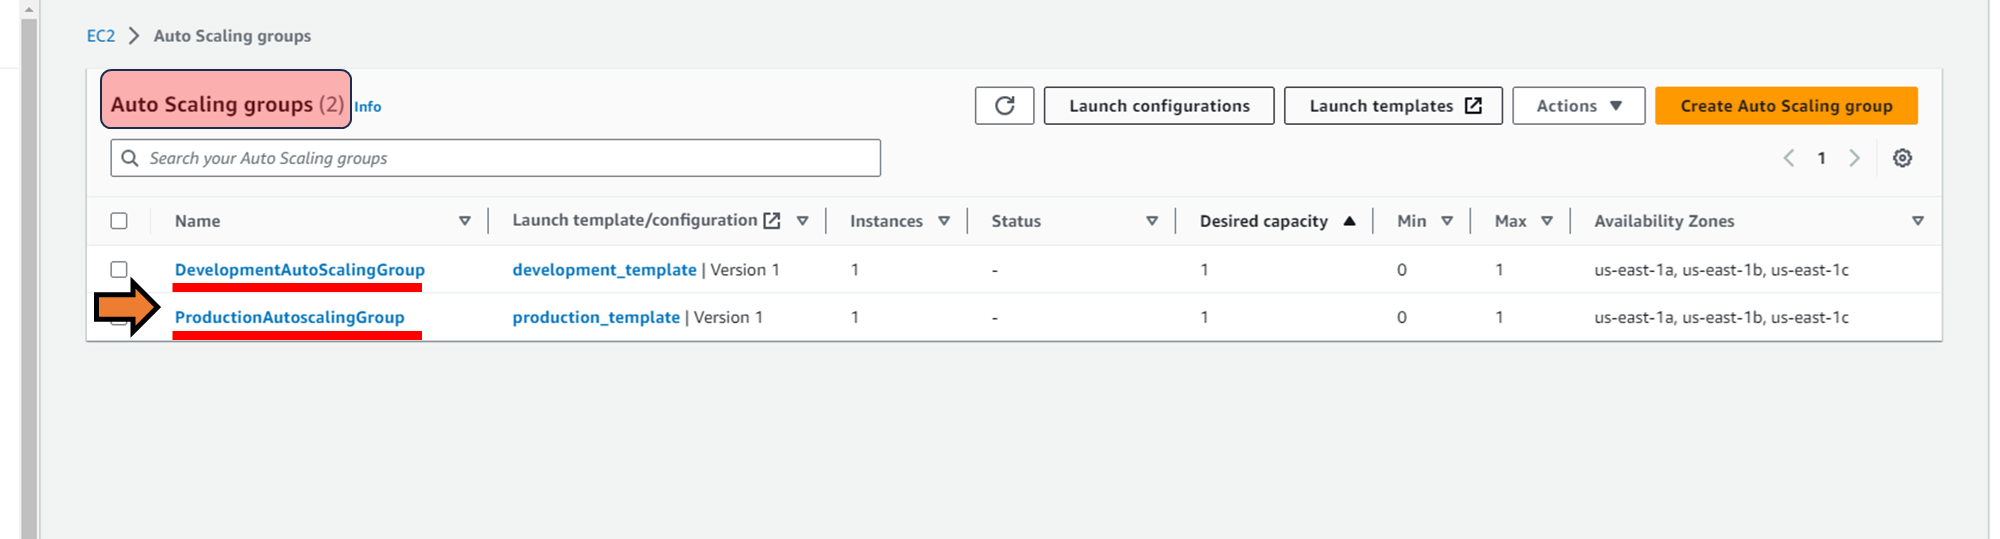 EC2 > Auto Scaling groups
Auto Scaling groups (2) Info
Launch configurations Launch templates Actions Create Auto Scaling group
Search your Auto Scaling groups
1
Name Launch template/configuration Instances Status Desired capacity Min Max Availability Zones
DevelopmentAutoScalingGroup development_template | Version 1 1 - 1 0 1 us-east-1a, us-east-1b, us-east-1c
ProductionAutoscalingGroup production_template | Version 1 1 - 1 0 1 us-east-1a, us-east-1b, us-east-1c